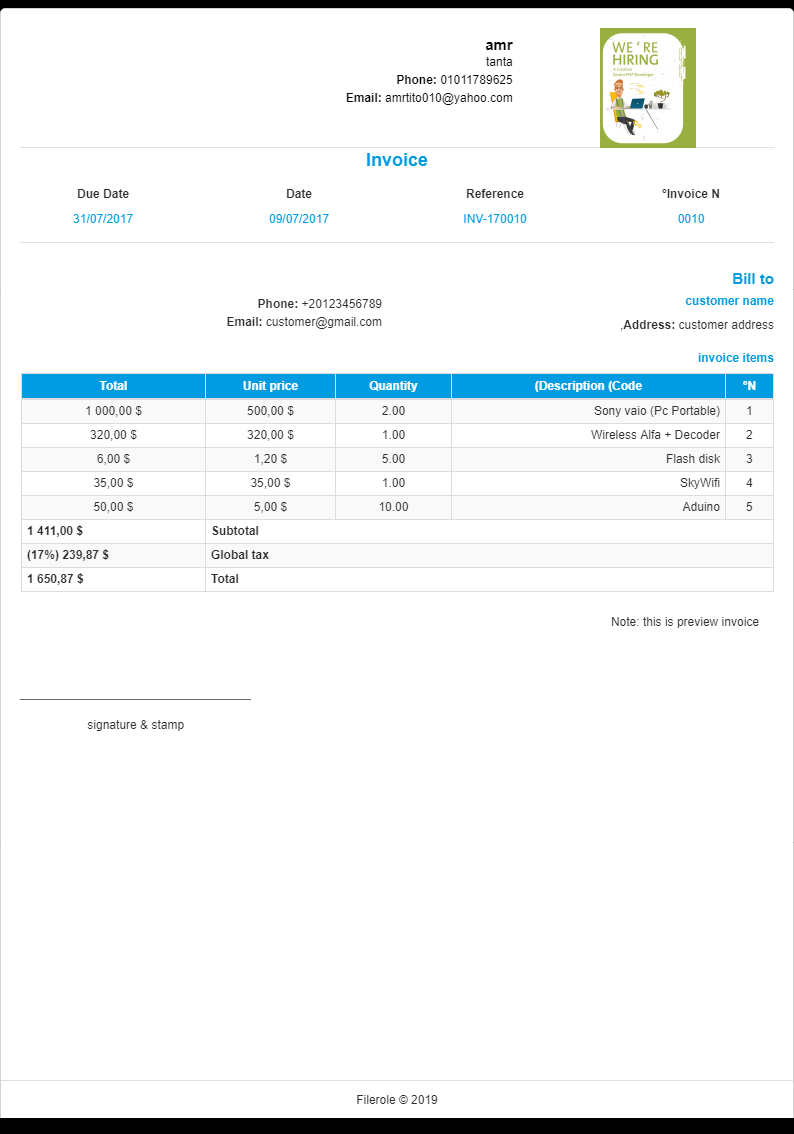 amr
tanta
Phone: 01011789625
Email: amrtito010@yahoo.com
WE ' RE
HIRING
Senior PHP Developer
Invoice
Due Date Date Reference °Invoice N
31/07/2017 09/07/2017 INV-170010 0010
Bill to
customer name
Phone: +20123456789
Email: customer@gmail.com
,Address: customer address
invoice items
Total Unit price Quantity (Description (Code °N
1 000,00 $ 500,00 $ 2.00 Sony vaio (Pc Portable) 1
320,00 $ 320,00 $ 1.00 Wireless Alfa + Decoder 2
6,00 $ 1,20 $ 5.00 Flash disk 3
35,00 $ 35,00 $ 1.00 SkyWifi 4
50,00 $ 5,00 $ 10.00 Aduino 5
1 411,00 $ Subtotal
(17%) 239,87 $ Global tax
1 650,87 $ Total
Note: this is preview invoice
signature & stamp
Filerole © 2019